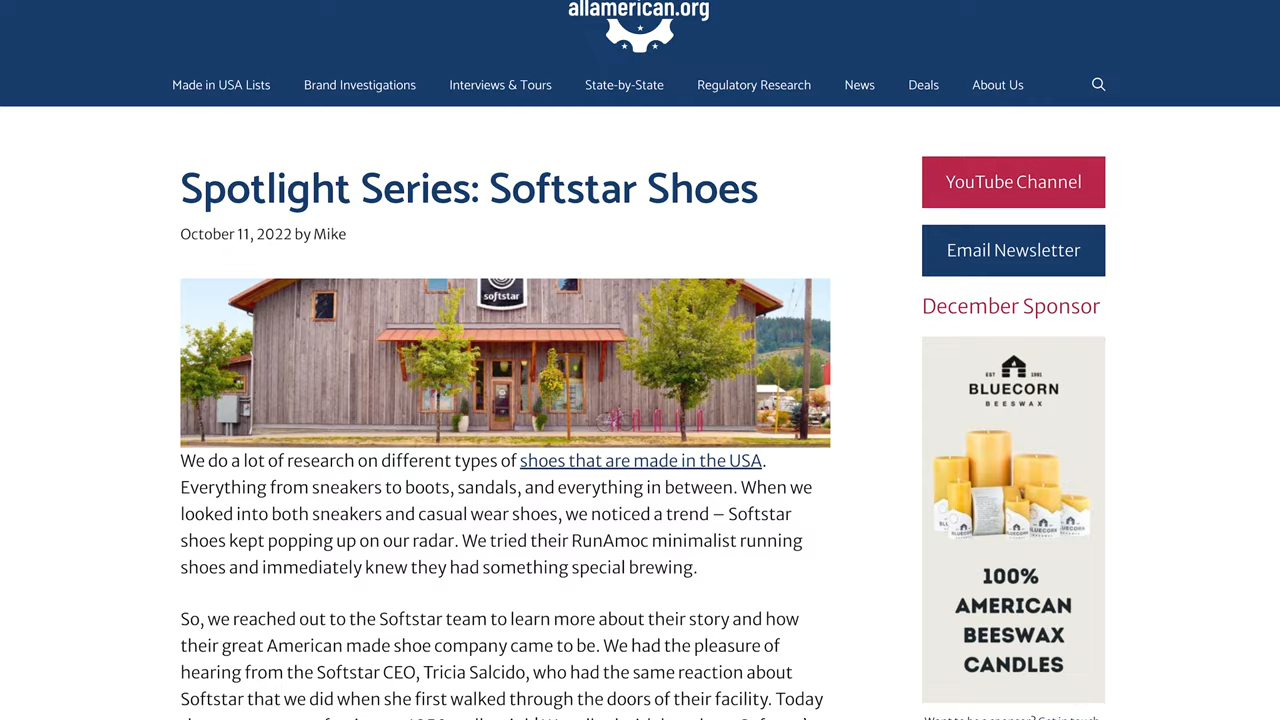 allamerican.org
Made in USA Lists
Brand Investigations
Interviews & Tours
State-by-State
Regulatory Research
News
Deals
About Us
Spotlight Series: Softstar Shoes
October 11, 2022 by Mike
softstar
We do a lot of research on different types of shoes that are made in the USA.
Everything from sneakers to boots, sandals, and everything in between. When we
looked into both sneakers and casual wear shoes, we noticed a trend – Softstar
shoes kept popping up on our radar. We tried their RunAmoc minimalist running
shoes and immediately knew they had something special brewing.
So, we reached out to the Softstar team to learn more about their story and how
their great American made shoe company came to be. We had the pleasure of
hearing from the Softstar CEO, Tricia Salcido, who had the same reaction about
Softstar that we did when she first walked through the doors of their facility. Today
YouTube Channel
Email Newsletter
December Sponsor
EST 1991
BLUECORN
BEESWAX
100%
AMERICAN
BEESWAX
CANDLES